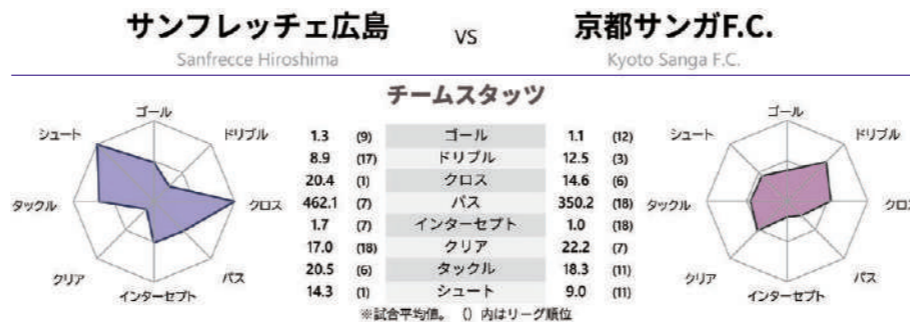 サンフレッチェ広島 VS 京都サンガF.C.
Sanfrecce Hiroshima Kyoto Sanga F.C.
チームスタッツ
ゴール
シュート
ドリブル
タックル
クロス
クリア
パス
インターセプト
1.3 (9) ゴール 1.1 (12)
8.9 (17) ドリブル 12.5 (3)
20.4 (1) クロス 14.6 (6)
462.1 (7) パス 350.2 (18)
1.7 (7) インターセプト 1.0 (18)
17.0 (18) クリア 22.2 (7)
20.5 (6) タックル 18.3 (11)
14.3 (1) シュート 9.0 (11)
ゴール
シュート
ドリブル
タックル
クロス
クリア
パス
インターセプト
※試合平均値。 () 内はリーグ順位